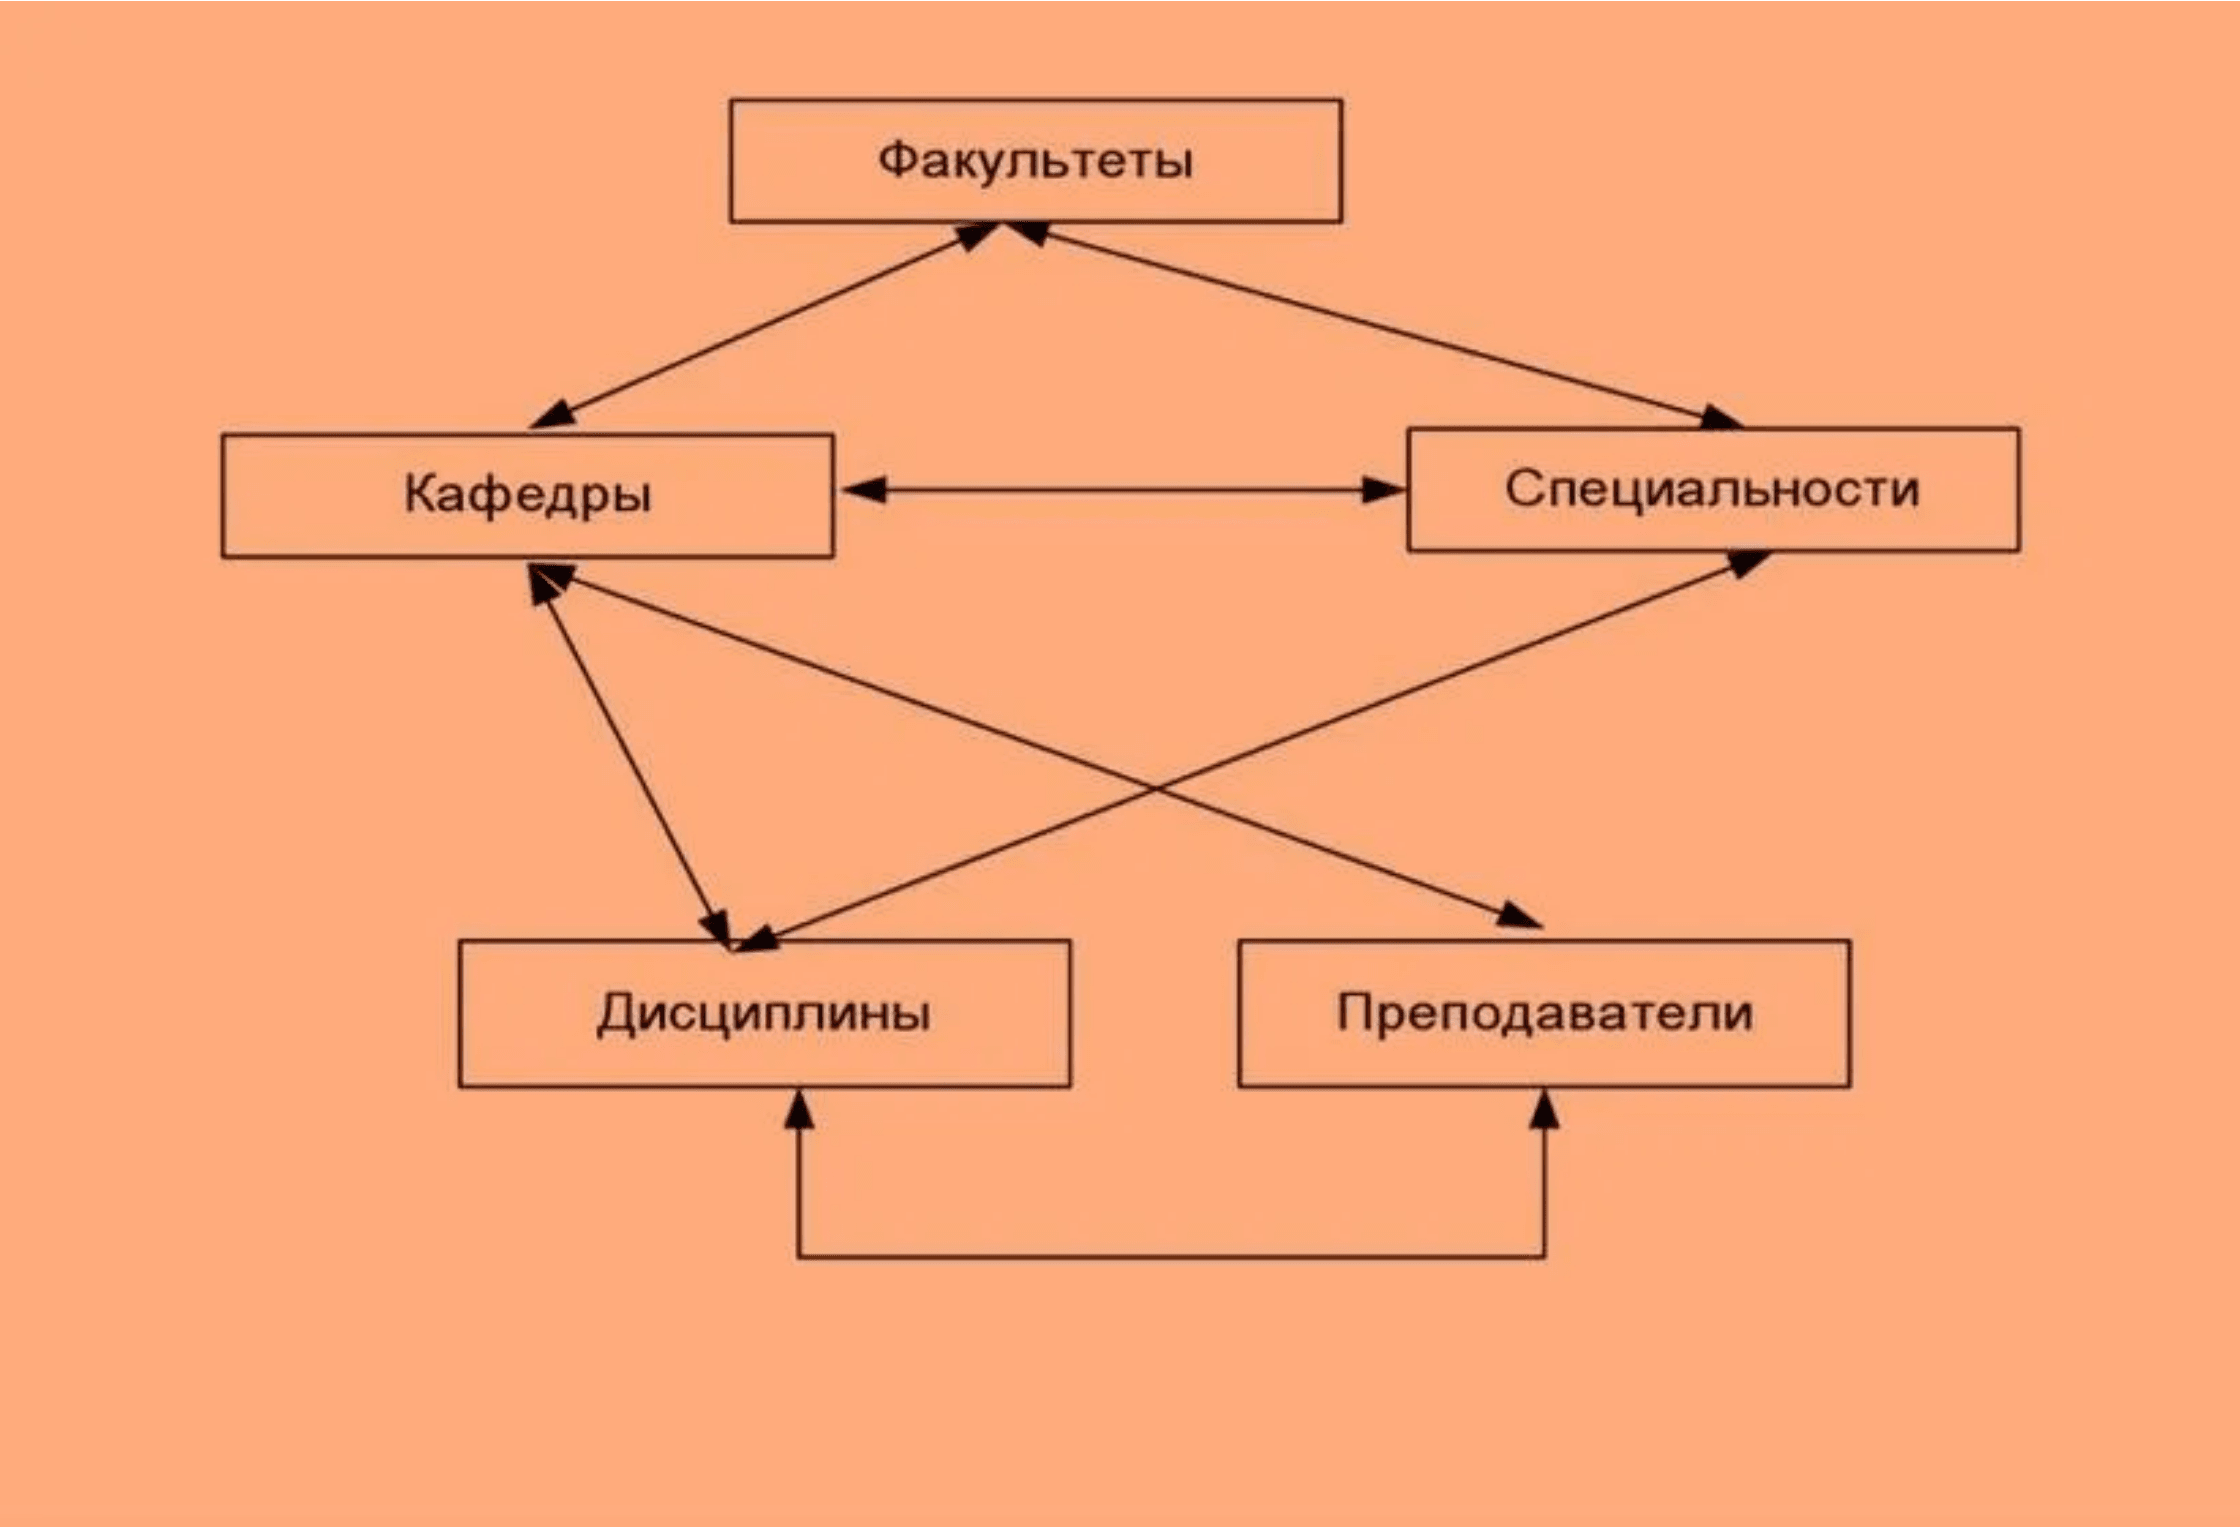 Факультеты
Кафедры
Специальности
Дисциплины
Преподаватели